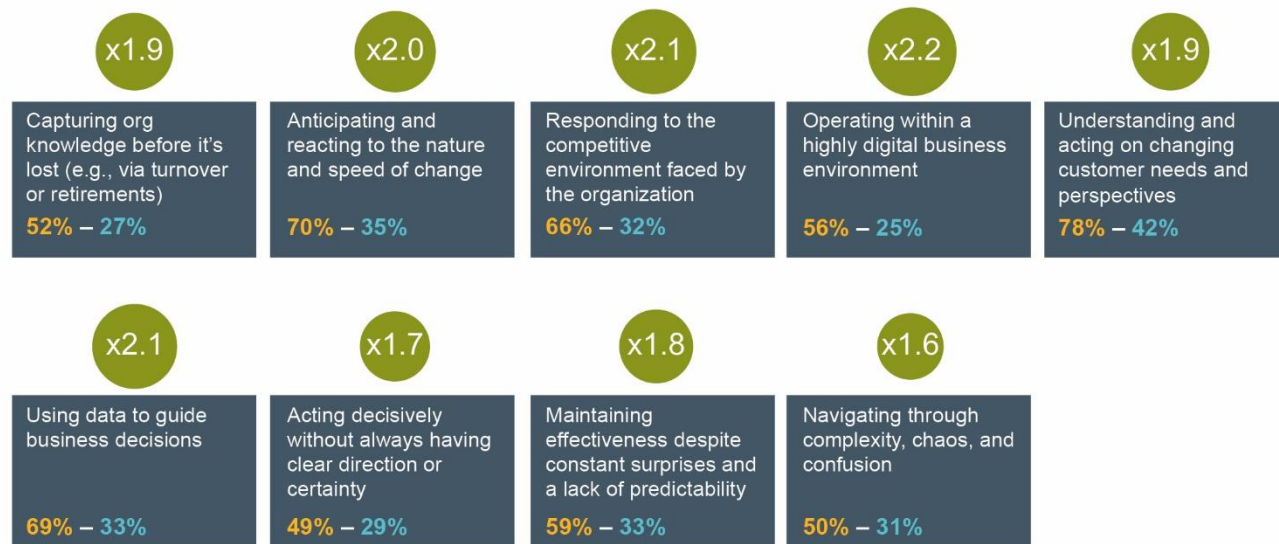 x1.9
x2.0
x2.1
x2.2
x1.9
Capturing org
knowledge before it's
lost (e.g., via turnover
or retirements)
52% – 27%
Anticipating and
reacting to the nature
and speed of change
70% – 35%
Responding to the
competitive
environment faced by
the organization
66% – 32%
Operating within a
highly digital business
environment
56% – 25%
Understanding and
acting on changing
customer needs and
perspectives
78% – 42%
x2.1
x1.7
x1.8
x1.6
Using data to guide
business decisions
69% – 33%
Acting decisively
without always having
clear direction or
certainty
49% – 29%
Maintaining
effectiveness despite
constant surprises and
a lack of predictability
59% – 33%
Navigating through
complexity, chaos, and
confusion
50% – 31%